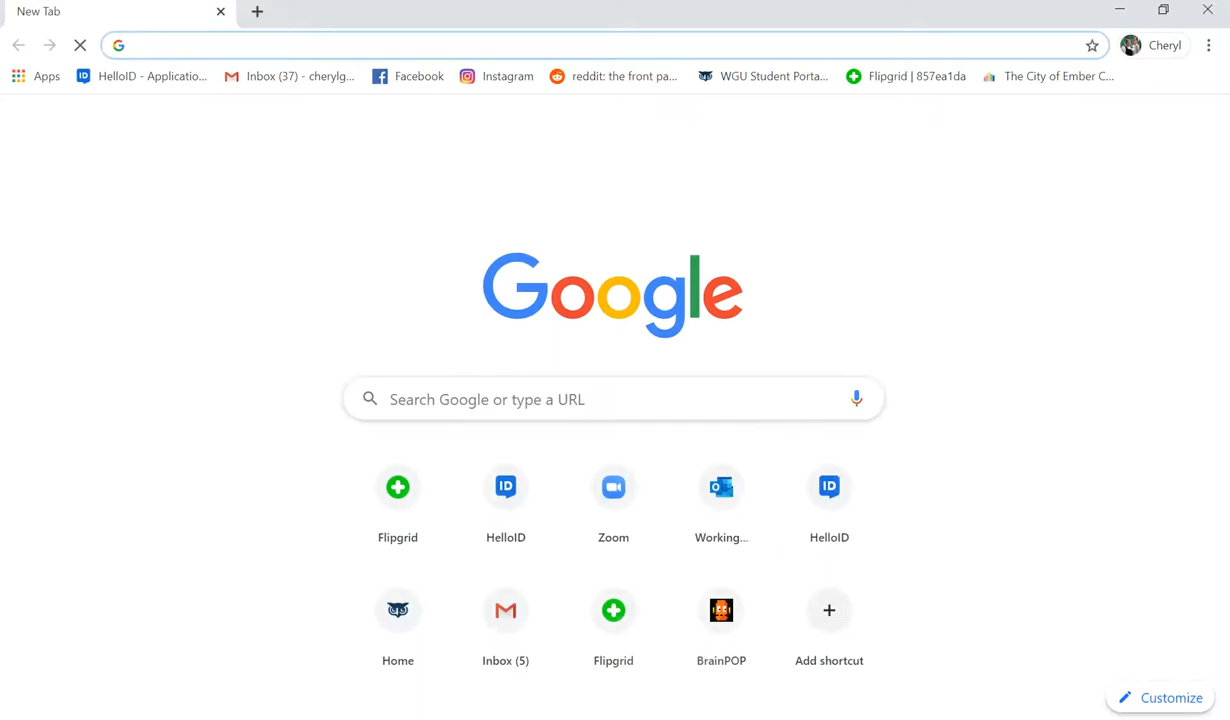 New Tab
Cheryl
Apps
HelloID - Applicatio...
Inbox (37) - cherylg...
Facebook
Instagram
reddit: the front pa...
WGU Student Porta...
Flipgrid | 857ea1da
The City of Ember C...
Google
Search Google or type a URL
ID
ID
Flipgrid
HelloID
Zoom
Working...
HelloID
Home
Inbox (5)
Flipgrid
BrainPOP
Add shortcut
Customize